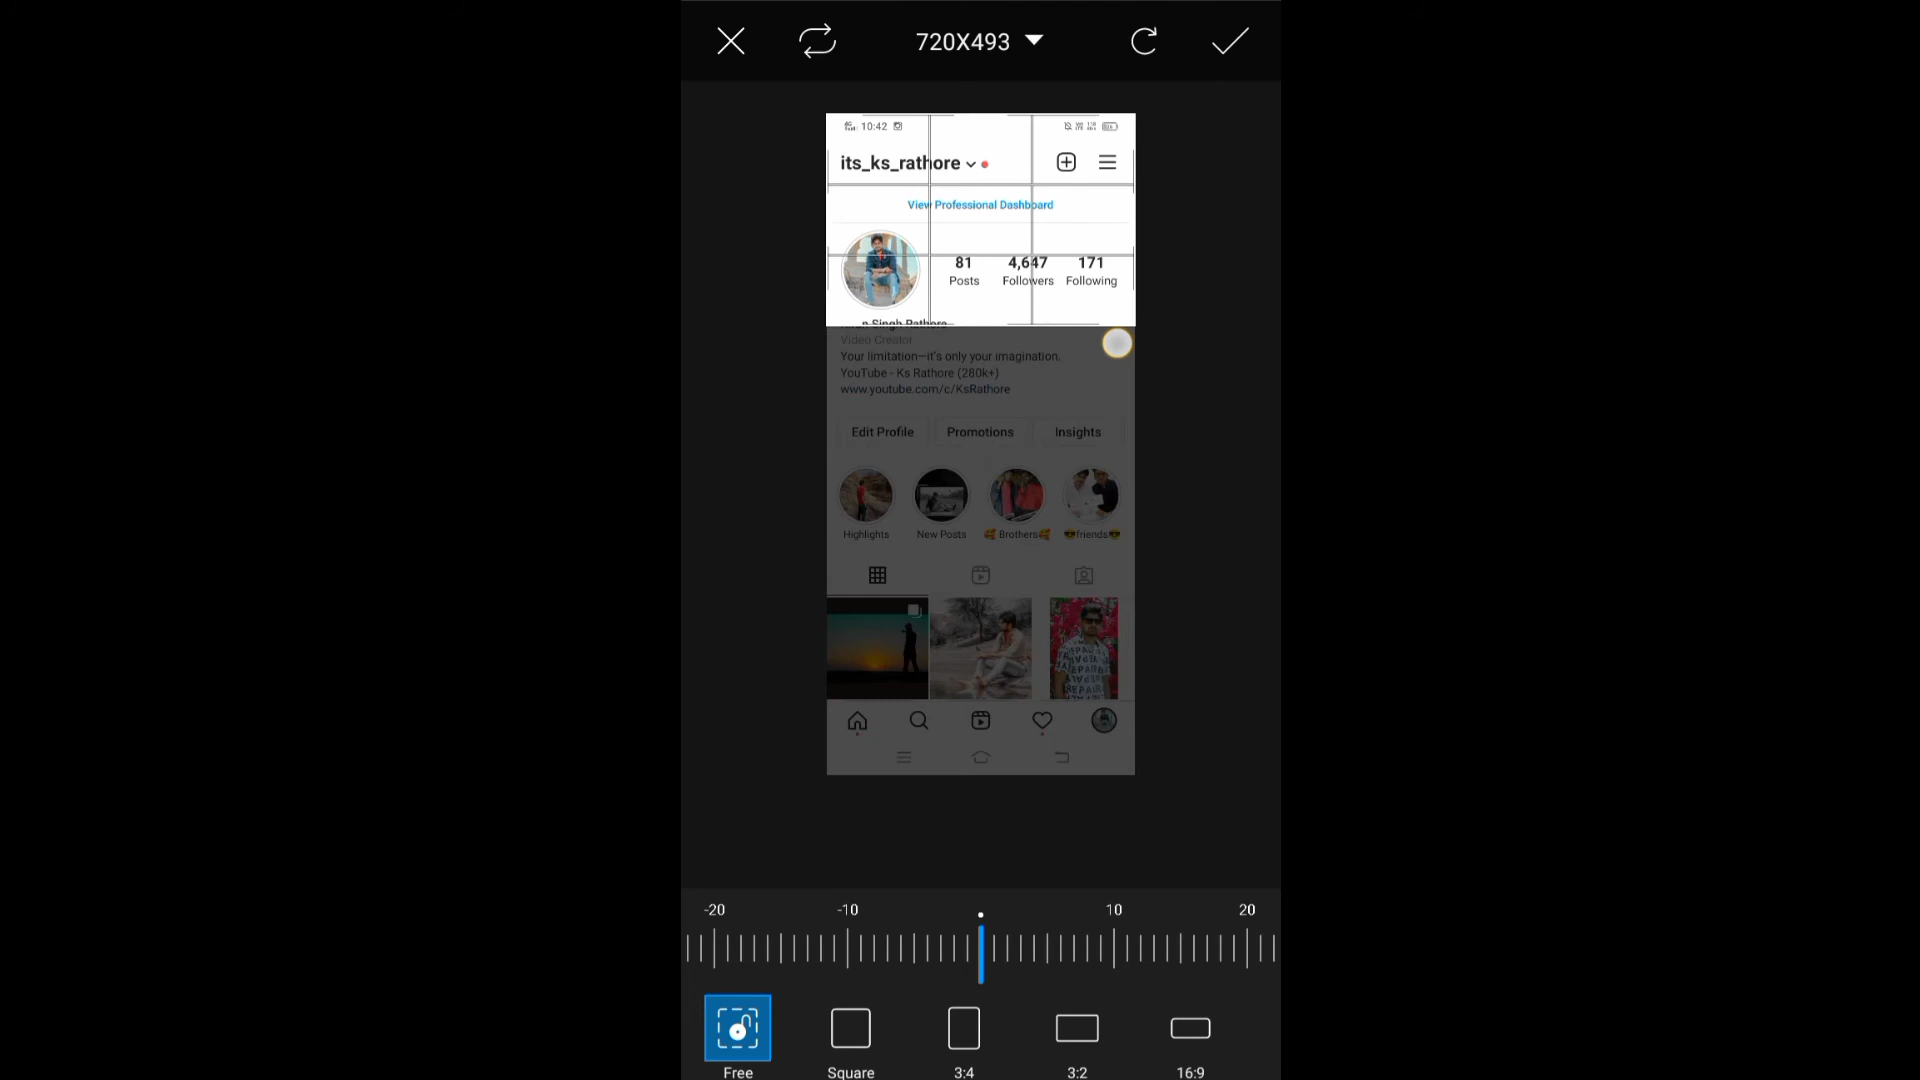 720X493
10:42
its_ks_rathore
View Professional Dashboard
81 4,647 171
Posts Followers Following
n Singh Rathore
Video Creator
Your limitation—it's only your imagination.
YouTube - Ks Rathore (280k+)
www.youtube.com/c/KsRathore
Edit Profile Promotions Insights
Highlights New Posts 🥰 Brothers🥰 😎friends😎
-20 -10 10 20
Free Square 3:4 3:2 16:9